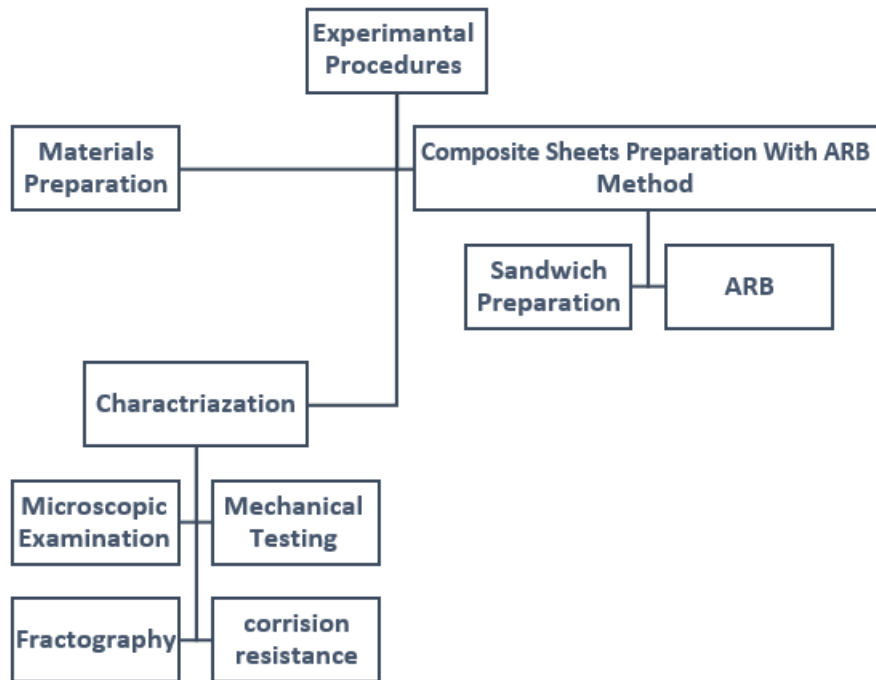 Experimantal
Procedures
Materials
Preparation
Composite Sheets Preparation With ARB
Method
Sandwich
Preparation
ARB
Charactriazation
Microscopic
Examination
Mechanical
Testing
Fractography
corrision
resistance